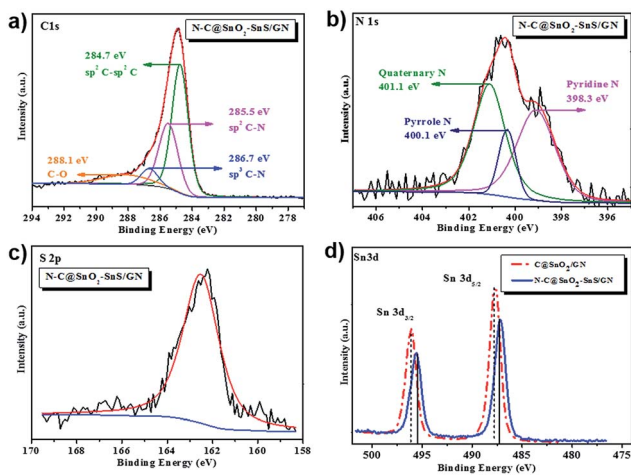 a)
C1s
N-C@SnO2-SnS/GN
284.7 eV
sp2 C-sp2 C
285.5 eV
sp2 C-N
288.1 eV
C-O
286.7 eV
sp3 C-N
Intensity (a.u.)
294 292 290 288 286 284 282 280 278
Binding Energy (eV)
b)
N 1s
N-C@SnO2-SnS/GN
Quaternary N
401.1 eV
Pyridine N
398.3 eV
Pyrrole N
400.1 eV
Intensity (a.u.)
406 404 402 400 398 396
Binding Energy (eV)
c)
S 2p
N-C@SnO2-SnS/GN
Intensity (a.u.)
170 168 166 164 162 160 158
Binding Energy (eV)
d)
Sn3d
C@SnO2/GN
N-C@SnO2-SnS/GN
Sn 3d5/2
Sn 3d3/2
Intensity (a.u.)
500 495 490 485 480 475
Binding Energy (eV)